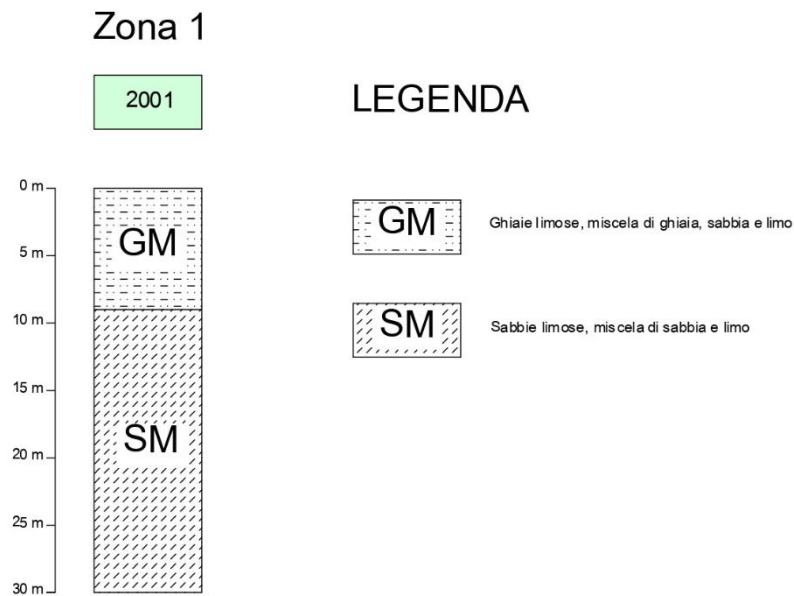 Zona 1
2001
LEGENDA
0 m
5 m
10 m
15 m
20 m
25 m
30 m
GM
SM
GM
Ghiaie limose, miscela di ghiaia, sabbia e limo
SM
Sabbie limose, miscela di sabbia e limo